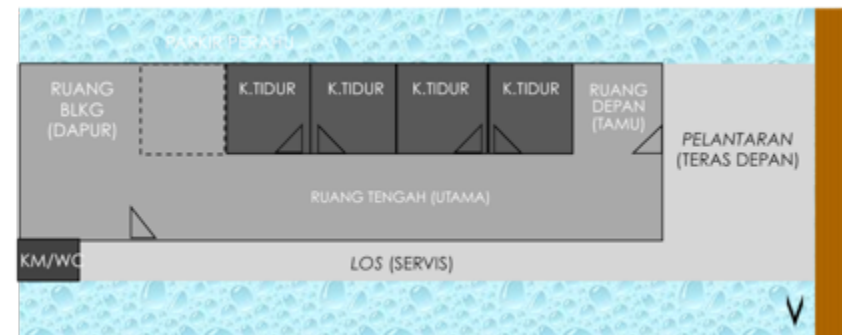 PARKIR PERAHU
RUANG
BLKG
(DAPUR)
K.TIDUR
K.TIDUR
K.TIDUR
K.TIDUR
RUANG
DEPAN
(TAMU)
PELANTARAN
(TERAS DEPAN)
RUANG TENGAH (UTAMA)
KM/WC
LOS (SERVIS)